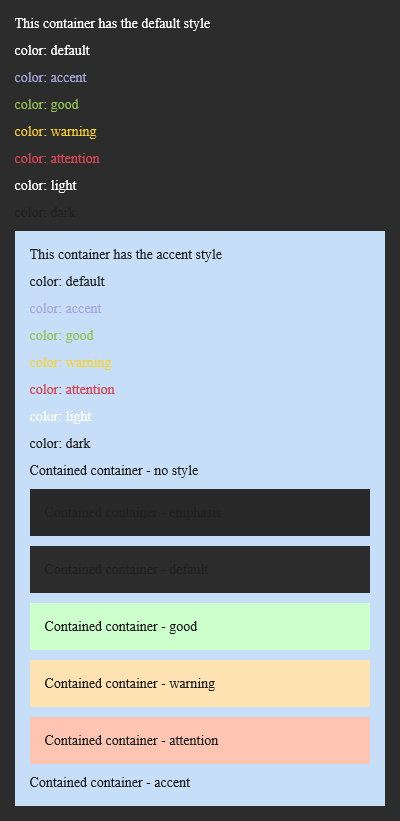 This container has the default style
color: default
color: accent
color: good
color: warning
color: attention
color: light
color: dark
This container has the accent style
color: default
color: accent
color: good
color: warning
color: attention
color: light
color: dark
Contained container - no style
Contained container - emphasis
Contained container - default
Contained container - good
Contained container - warning
Contained container - attention
Contained container - accent